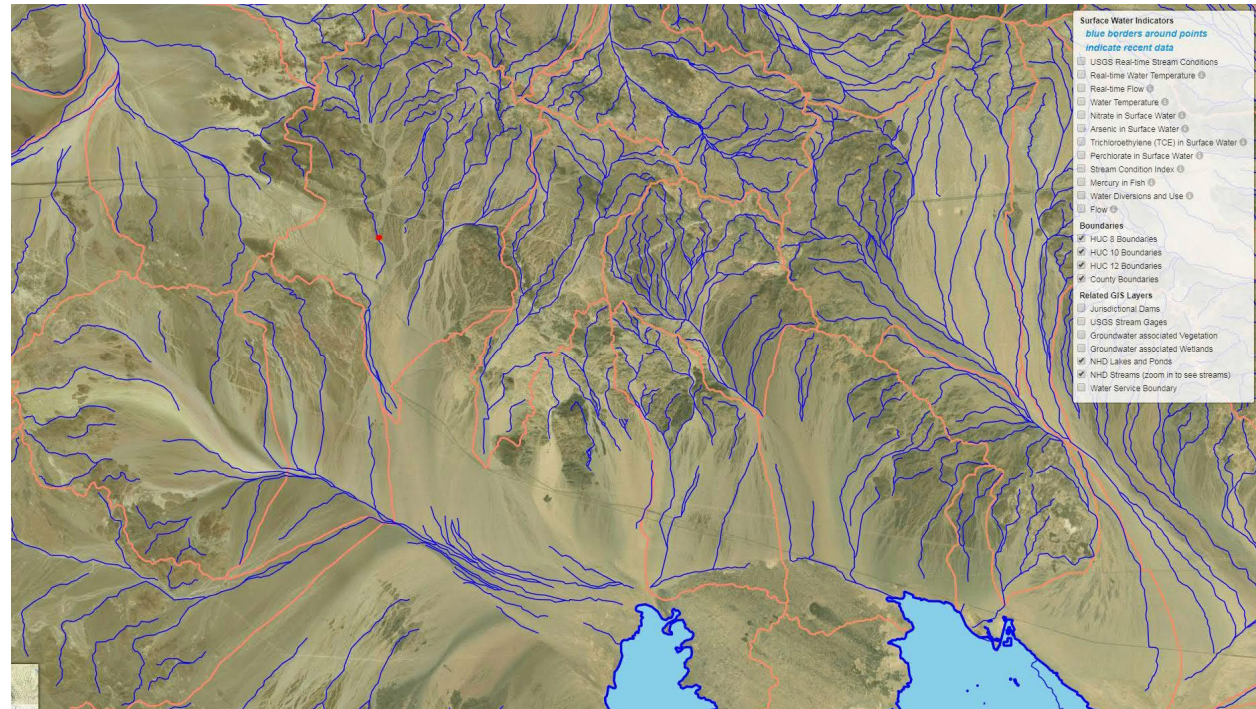 Surface Water Indicators
blue borders around points
indicate recent data
USGS Real-time Stream Conditions
Real-time Water Temperature
Real-time Flow
Water Temperature
Nitrate in Surface Water
Arsenic in Surface Water
Trichloroethylene (TCE) in Surface Water
Perchlorate in Surface Water
Stream Condition Index
Mercury in Fish
Water Diversions and Use
Flow
Boundaries
HUC 8 Boundaries
HUC 10 Boundaries
HUC 12 Boundaries
County Boundaries
Related GIS Layers
Jurisdictional Dams
USGS Stream Gages
Groundwater associated Vegetation
Groundwater associated Wetlands
NHD Lakes and Ponds
NHD Streams (zoom in to see streams)
Water Service Boundary